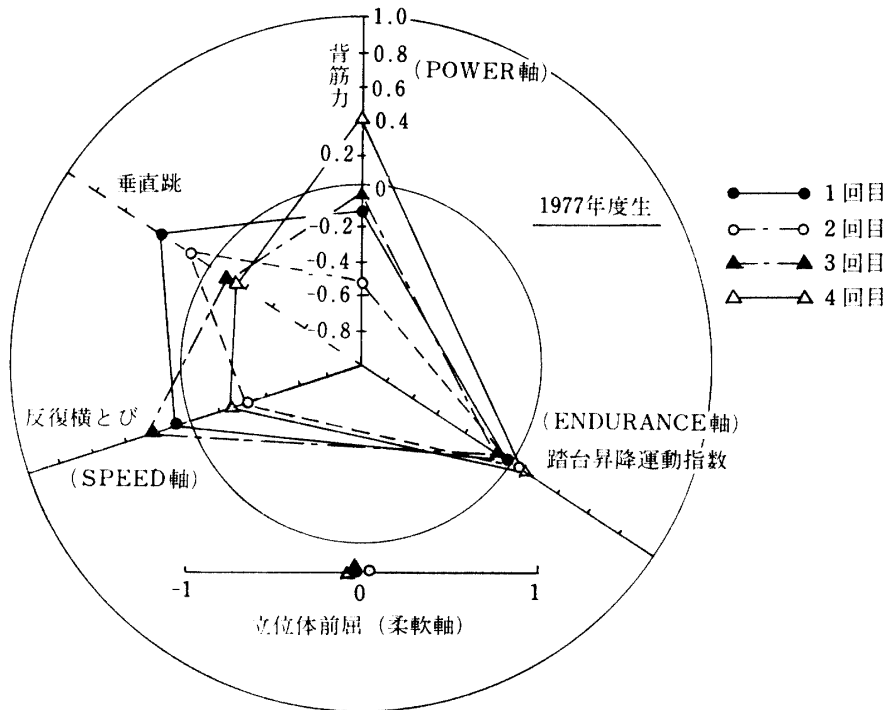 1.0
0.8
0.6
0.4
0.2
0
-0.2
-0.4
-0.6
-0.8
背筋力
(POWER軸)
垂直跳
1977年度生
1回目
2回目
3回目
4回目
反復横とび
(SPEED軸)
(ENDURANCE軸)
踏台昇降運動指数
-1
0
1
立位体前屈 (柔軟軸)